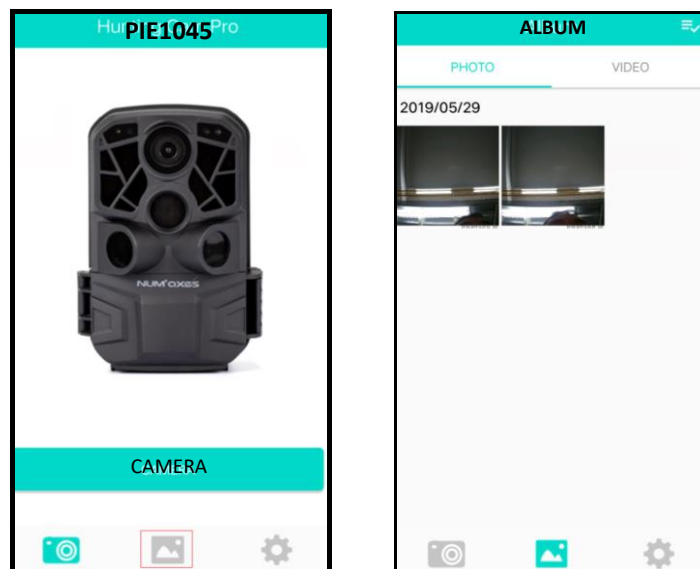 PIE1045
NUM'AXES
CAMERA
ALBUM
PHOTO VIDEO
2019/05/29